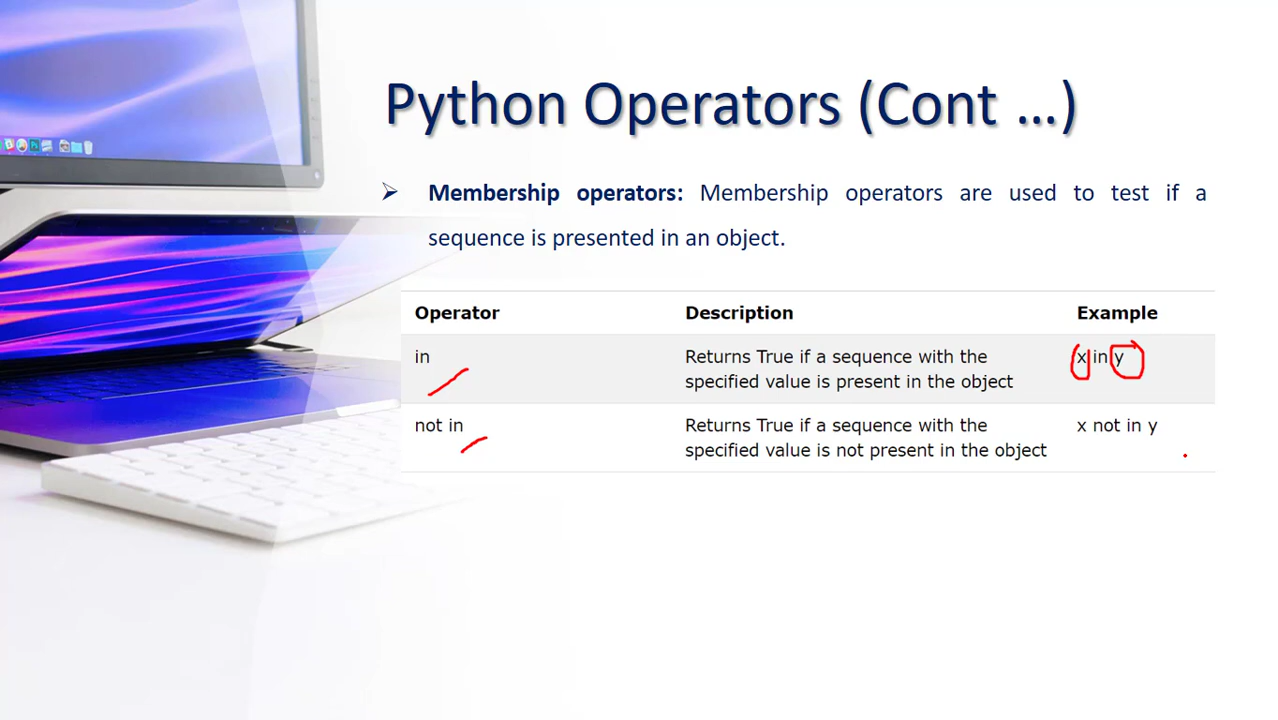 Python Operators (Cont ...)
➢ Membership operators: Membership operators are used to test if a
sequence is presented in an object.
Operator Description Example
in Returns True if a sequence with the x in y
specified value is present in the object
not in Returns True if a sequence with the x not in y
specified value is not present in the object